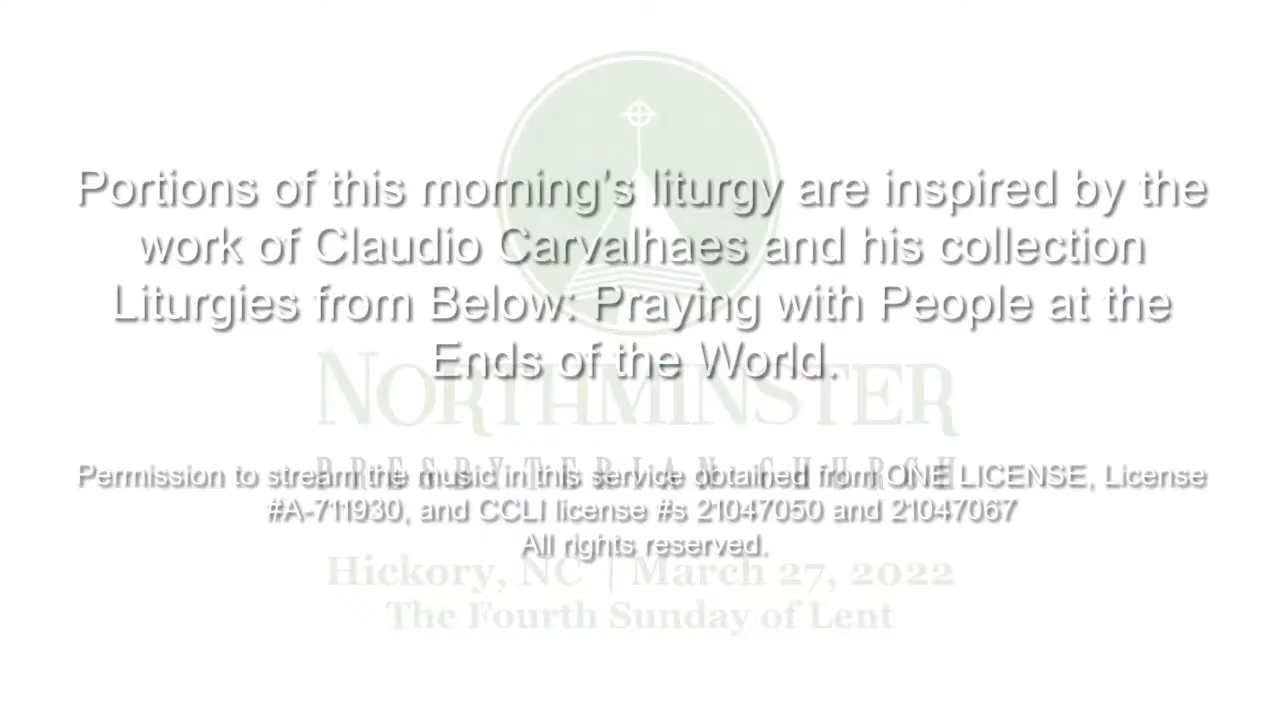 Portions of this morning's liturgy are inspired by the
work of Claudio Carvalhaes and his collection
Liturgies from Below: Praying with People at the
Ends of the World.
NORTHMINSTER
PRESBYTERIAN CHURCH
Permission to stream the music in this service obtained from ONE LICENSE, License
#A-711930, and CCLI license #s 21047050 and 21047067
All rights reserved.
Hickory, NC | March 27, 2022
The Fourth Sunday of Lent